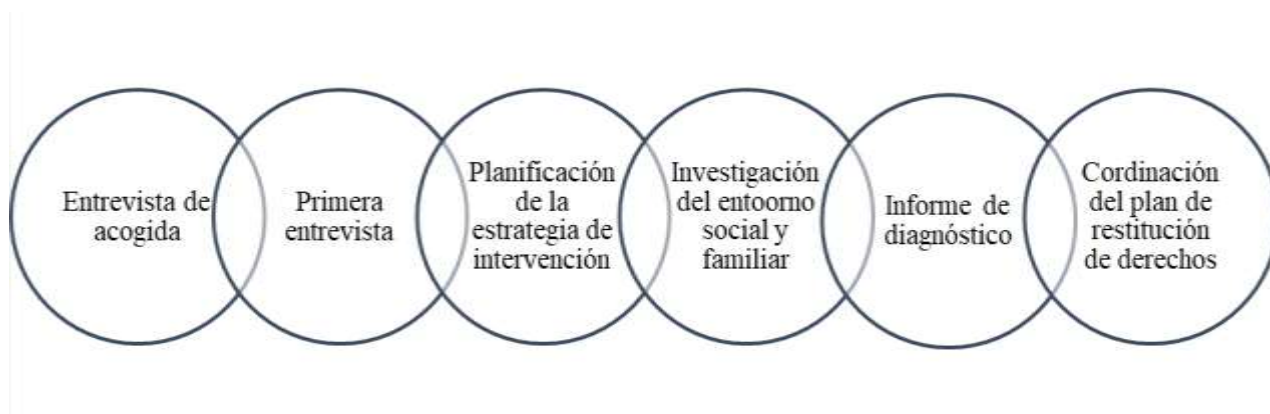 Entrevista de
acogida
Primera
entrevista
Planificación
de la
estrategia de
intervención
Investigación
del entoorno
social y
familiar
Informe de
diagnóstico
Cordinación
del plan de
restitución
de derechos